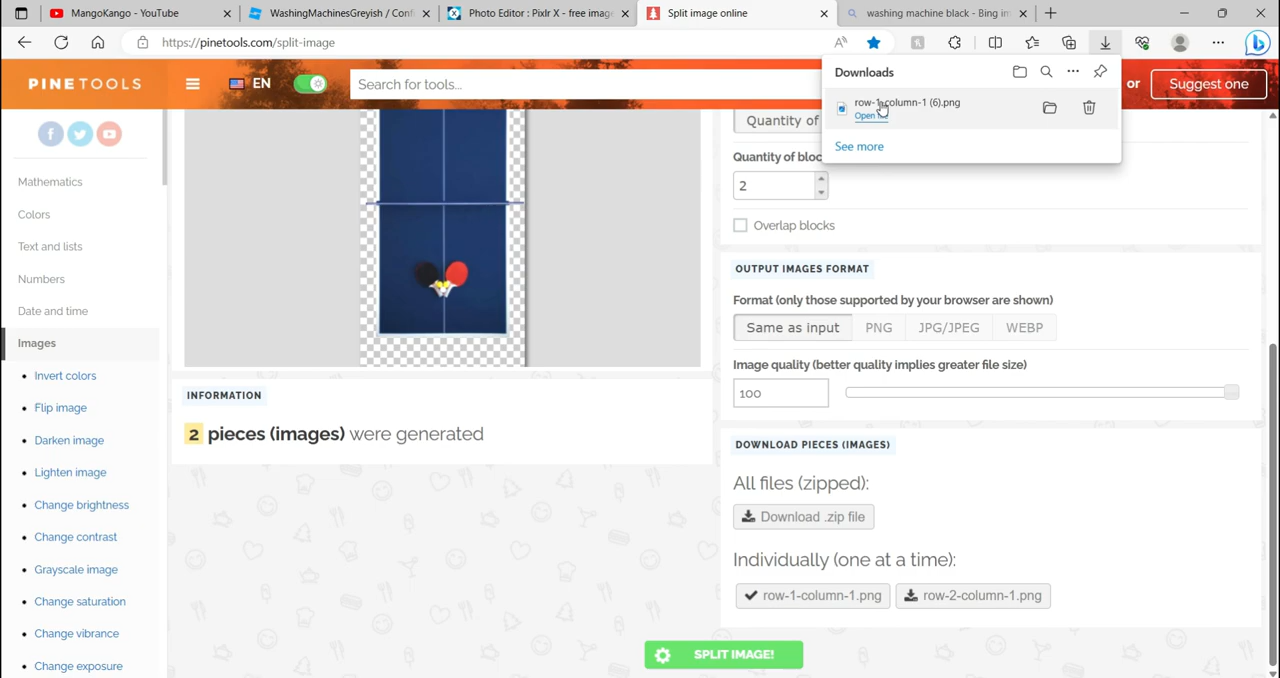 MangoKango - YouTube
WashingMachinesGreyish / Conf
Photo Editor : Pixlr X - free imag
Split image online
washing machine black - Bing im
https://pinetools.com/split-image
PINETOOLS
EN
Search for tools...
or
Suggest one
Downloads
row-1-column-1 (6).png
Open file
See more
Mathematics
Colors
Text and lists
Numbers
Date and time
Images
Invert colors
Flip image
Darken image
Lighten image
Change brightness
Change contrast
Grayscale image
Change saturation
Change vibrance
Change exposure
INFORMATION
2 pieces (images) were generated
Quantity of
Quantity of bloc
2
Overlap blocks
OUTPUT IMAGES FORMAT
Format (only those supported by your browser are shown)
Same as input PNG JPG/JPEG WEBP
Image quality (better quality implies greater file size)
100
DOWNLOAD PIECES (IMAGES)
All files (zipped):
Download .zip file
Individually (one at a time):
row-1-column-1.png row-2-column-1.png
SPLIT IMAGE!